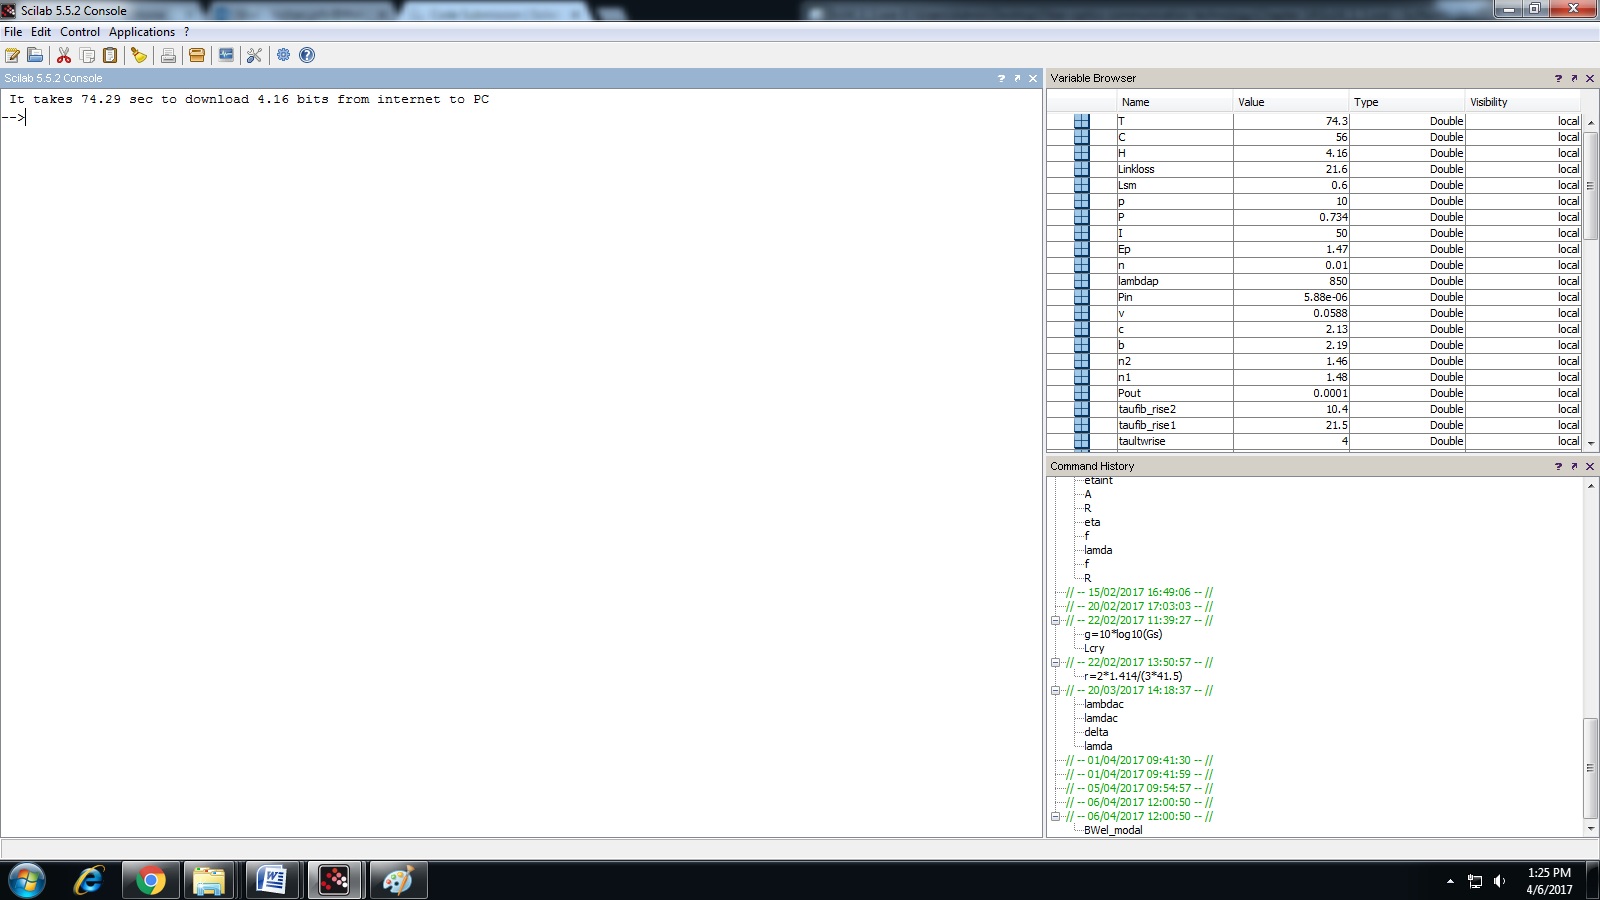 Scilab 5.5.2 Console
File Edit Control Applications ?
Scilab 5.5.2 Console
It takes 74.29 sec to download 4.16 bits from internet to PC
-->
Variable Browser
Name Value Type Visibility
T 74.3 Double local
C 56 Double local
H 4.16 Double local
Linkloss 21.6 Double local
Lsm 0.6 Double local
p 10 Double local
P 0.734 Double local
I 50 Double local
Ep 1.47 Double local
n 0.01 Double local
lambdap 850 Double local
Pin 5.88e-06 Double local
v 0.0588 Double local
c 2.13 Double local
b 2.19 Double local
n2 1.46 Double local
n1 1.48 Double local
Pout 0.0001 Double local
taufib_rise2 10.4 Double local
taufib_rise1 21.5 Double local
taultwrise 4 Double local
Command History
etaint
A
R
eta
f
lamda
f
R
// -- 15/02/2017 16:49:06 -- //
// -- 20/02/2017 17:03:03 -- //
// -- 22/02/2017 11:39:27 -- //
g=10*log10(Gs)
Lcry
// -- 22/02/2017 13:50:57 -- //
r=2*1.414/(3*41.5)
// -- 20/03/2017 14:18:37 -- //
lambdac
lamdac
delta
lamda
// -- 01/04/2017 09:41:30 -- //
// -- 01/04/2017 09:41:59 -- //
// -- 05/04/2017 09:54:57 -- //
// -- 06/04/2017 12:00:50 -- //
// -- 06/04/2017 12:00:50 -- //
BWel_modal
1:25 PM
4/6/2017